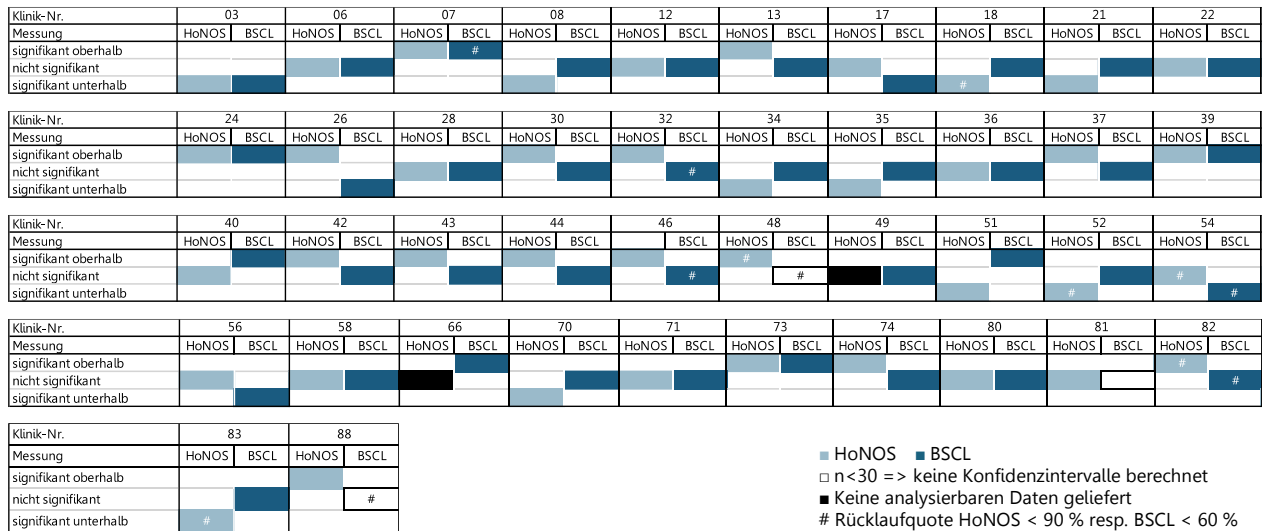 Klinik-Nr. 03 06 07 08 12 13 17 18 21 22
Messung HoNOS BSCL HoNOS BSCL HoNOS BSCL HoNOS BSCL HoNOS BSCL HoNOS BSCL HoNOS BSCL HoNOS BSCL HoNOS BSCL HoNOS BSCL
signifikant oberhalb #
nicht signifikant
signifikant unterhalb #
Klinik-Nr. 24 26 28 30 32 34 35 36 37 39
Messung HoNOS BSCL HoNOS BSCL HoNOS BSCL HoNOS BSCL HoNOS BSCL HoNOS BSCL HoNOS BSCL HoNOS BSCL HoNOS BSCL HoNOS BSCL
signifikant oberhalb
nicht signifikant #
signifikant unterhalb
Klinik-Nr. 40 42 43 44 46 48 49 51 52 54
Messung HoNOS BSCL HoNOS BSCL HoNOS BSCL HoNOS BSCL BSCL HoNOS BSCL HoNOS BSCL HoNOS BSCL HoNOS BSCL HoNOS BSCL
signifikant oberhalb #
nicht signifikant # # #
signifikant unterhalb # #
Klinik-Nr. 56 58 66 70 71 73 74 80 81 82
Messung HoNOS BSCL HoNOS BSCL HoNOS BSCL HoNOS BSCL HoNOS BSCL HoNOS BSCL HoNOS BSCL HoNOS BSCL HoNOS BSCL HoNOS BSCL
signifikant oberhalb #
nicht signifikant #
signifikant unterhalb
Klinik-Nr. 83 88
Messung HoNOS BSCL HoNOS BSCL
signifikant oberhalb
nicht signifikant #
signifikant unterhalb #
HoNOS BSCL
n<30 => keine Konfidenzintervalle berechnet
Keine analysierbaren Daten geliefert
# Rücklaufquote HoNOS < 90 % resp. BSCL < 60 %